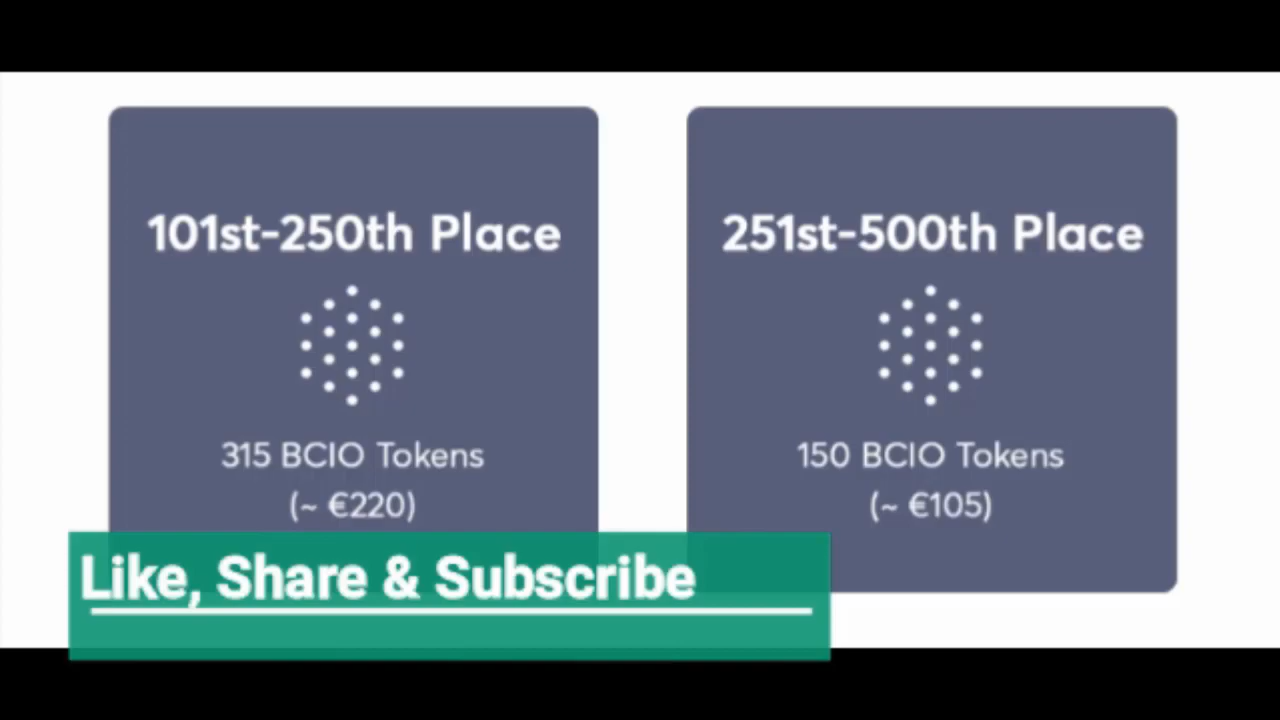 101st-250th Place
315 BCIO Tokens
(~ €220)
251st-500th Place
150 BCIO Tokens
(~ €105)
Like, Share & Subscribe